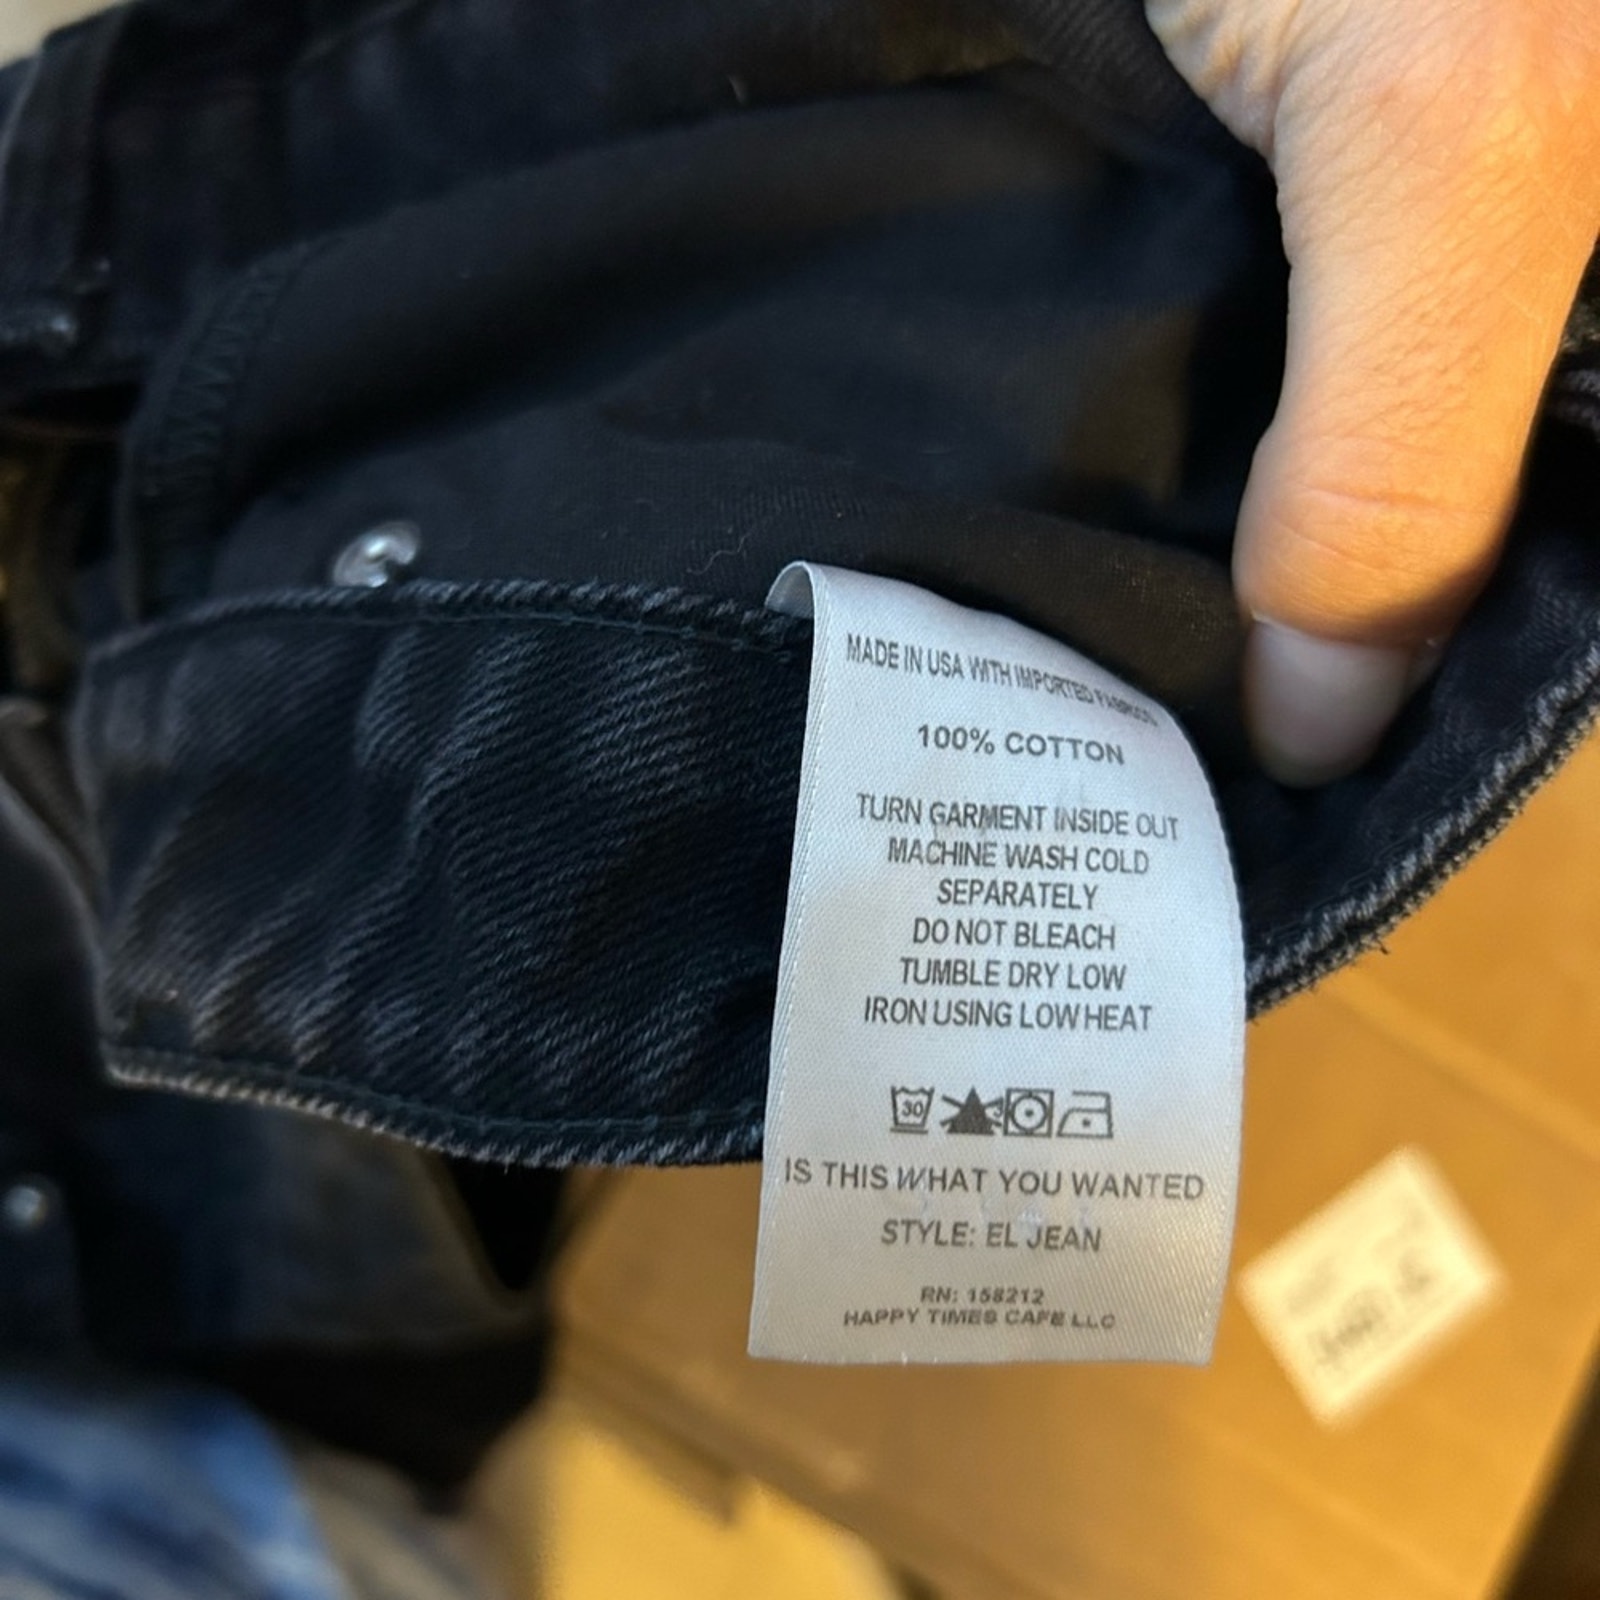 MADE IN USA WITH IMPORTED FABRICS
100% COTTON
TURN GARMENT INSIDE OUT
MACHINE WASH COLD
SEPARATELY
DO NOT BLEACH
TUMBLE DRY LOW
IRON USING LOW HEAT
30
IS THIS WHAT YOU WANTED
STYLE: EL JEAN
RN: 158212
HAPPY TIMES CAFE LLC